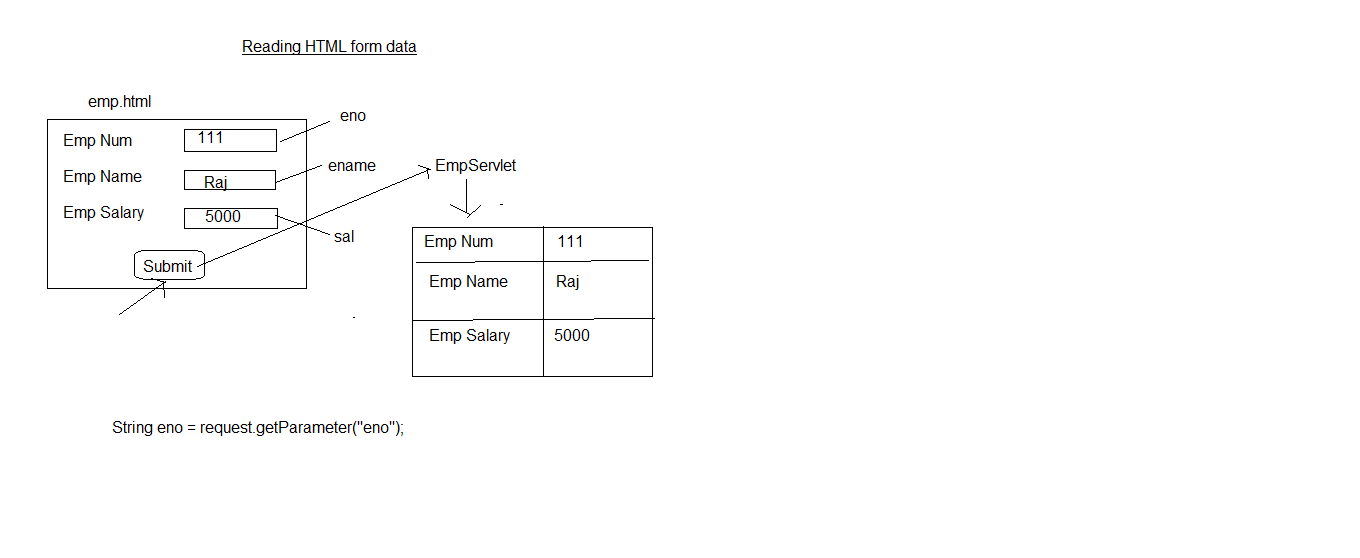 Reading HTML form data
emp.html
Emp Num 111 eno
Emp Name Raj ename
Emp Salary 5000 sal
Submit
EmpServlet
Emp Num 111
Emp Name Raj
Emp Salary 5000
String eno = request.getParameter("eno");